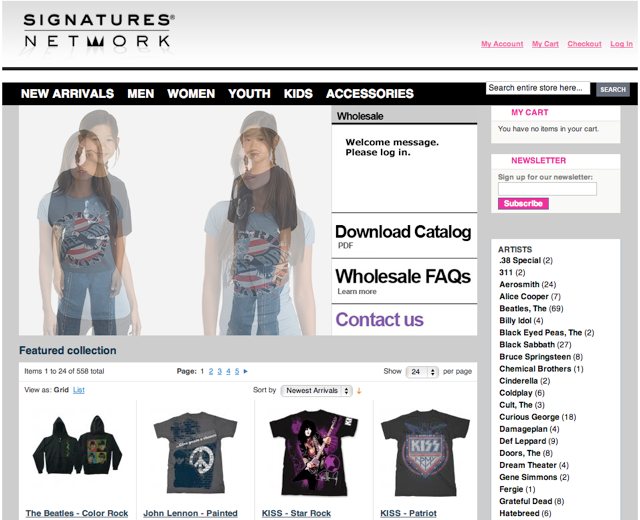 SIGNATURES®
NETWORK
My Account My Cart Checkout Log In
NEW ARRIVALS MEN WOMEN YOUTH KIDS ACCESSORIES
Search entire store here...
SEARCH
Wholesale
Welcome message.
Please log in.
Download Catalog
PDF
Wholesale FAQs
Learn more
Contact us
MY CART
You have no items in your cart.
NEWSLETTER
Sign up for our newsletter:
Subscribe
ARTISTS
.38 Special (2)
311 (2)
Aerosmith (24)
Alice Cooper (7)
Beatles, The (69)
Billy Idol (4)
Black Eyed Peas, The (2)
Black Sabbath (27)
Bruce Springsteen (8)
Chemical Brothers (1)
Cinderella (2)
Coldplay (6)
Cult, The (3)
Curious George (18)
Damageplan (4)
Def Leppard (9)
Doors, The (8)
Dream Theater (4)
Gene Simmons (2)
Fergie (1)
Grateful Dead (8)
Hatebreed (6)
Featured collection
Items 1 to 24 of 558 total
Page: 1 2 3 4 5
Show 24 per page
View as: Grid List
Sort by Newest Arrivals
KISS
The Beatles - Color Rock
John Lennon - Painted
KISS - Star Rock
KISS - Patriot